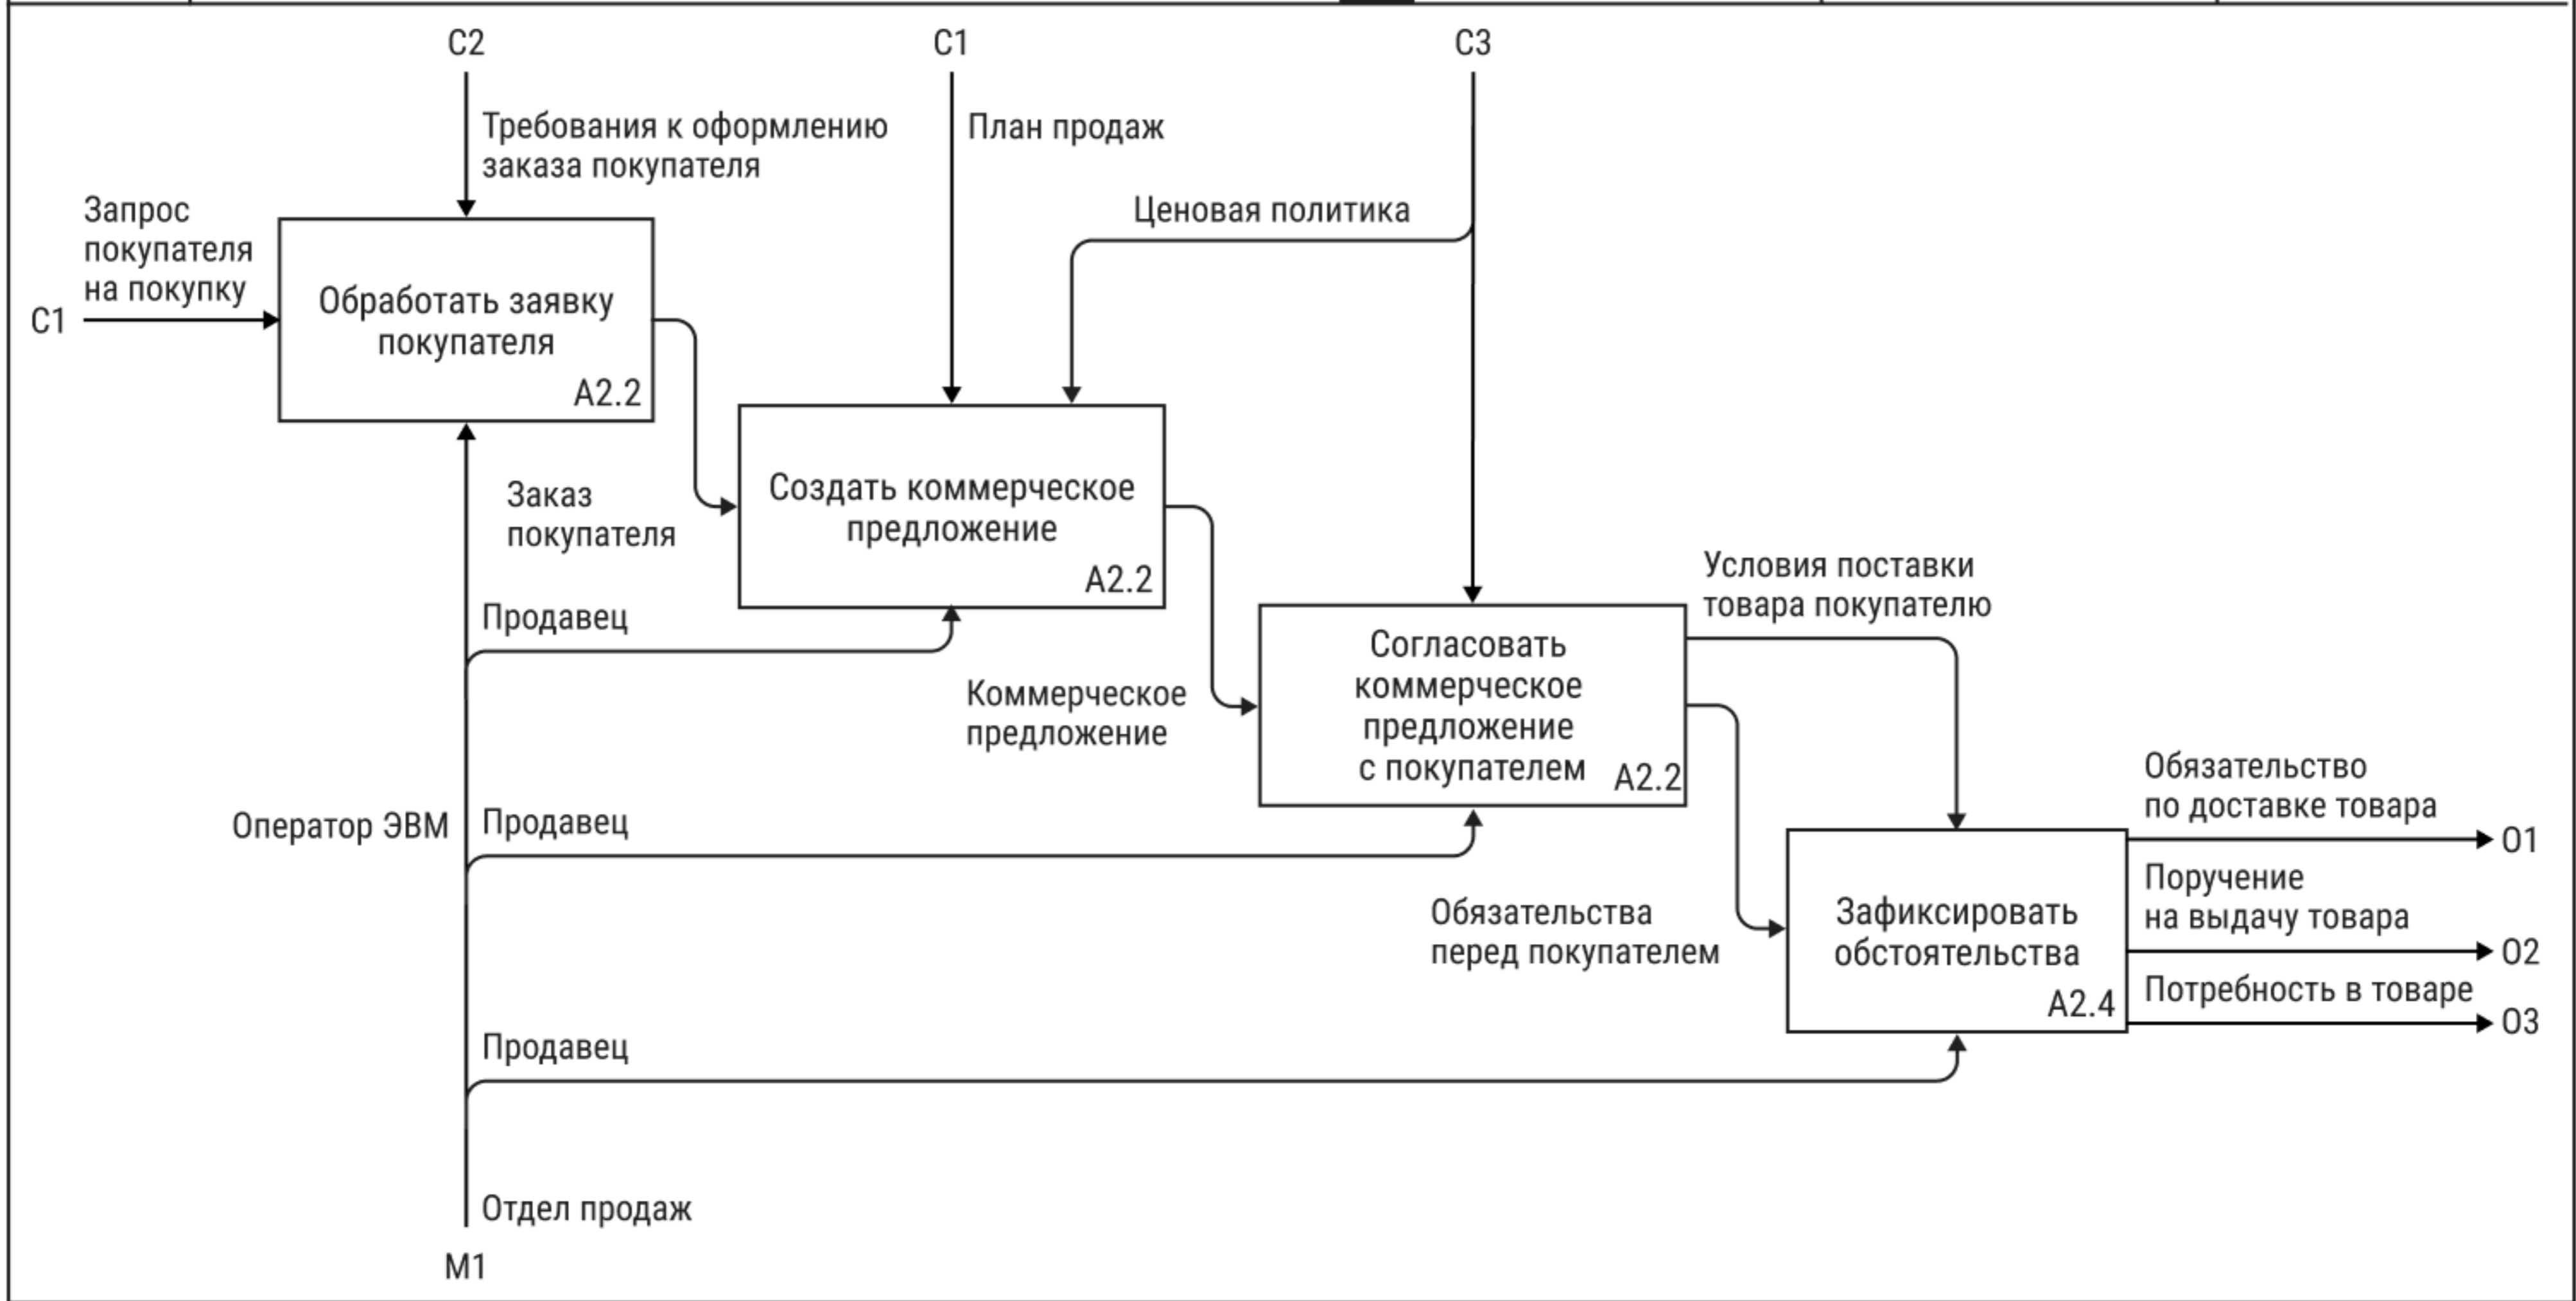 C2
C1
C3
Требования к оформлению
заказа покупателя
План продаж
Ценовая политика
Запрос
покупателя
на покупку
C1
Обработать заявку
покупателя
A2.2
Заказ
покупателя
Создать коммерческое
предложение
A2.2
Продавец
Коммерческое
предложение
Согласовать
коммерческое
предложение
с покупателем
A2.2
Условия поставки
товара покупателю
Оператор ЭВМ
Продавец
Обязательства
перед покупателем
Зафиксировать
обстоятельства
A2.4
Обязательство
по доставке товара
O1
Поручение
на выдачу товара
O2
Потребность в товаре
O3
Продавец
Отдел продаж
M1